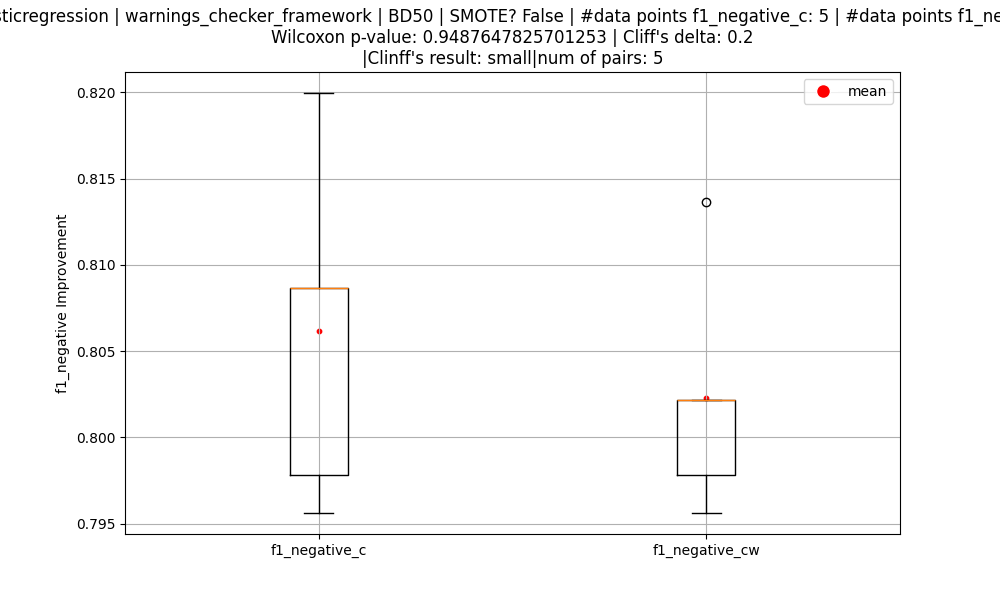 sticregression | warnings_checker_framework | BD50 | SMOTE? False | #data points f1_negative_c: 5 | #data points f1_ne
Wilcoxon p-value: 0.9487647825701253 | Cliff's delta: 0.2
|Clinff's result: small|num of pairs: 5
mean
0.820
0.815
0.810
0.805
0.800
0.795
f1_negative Improvement
f1_negative_c
f1_negative_cw